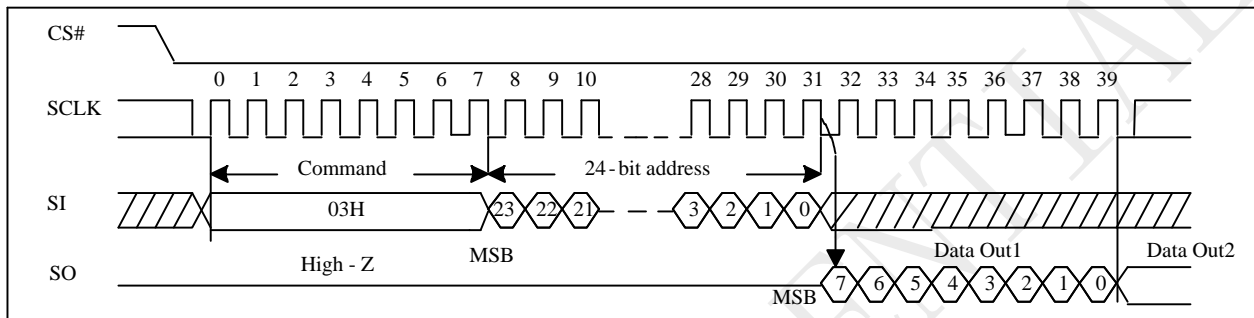 CS#
0 1 2 3 4 5 6 7 8 9 10 28 29 30 31 32 33 34 35 36 37 38 39
SCLK
Command 24-bit address
SI 03H 23 22 21 3 2 1 0
High - Z MSB Data Out1 Data Out2
SO MSB 7 6 5 4 3 2 1 0
ENTIAL